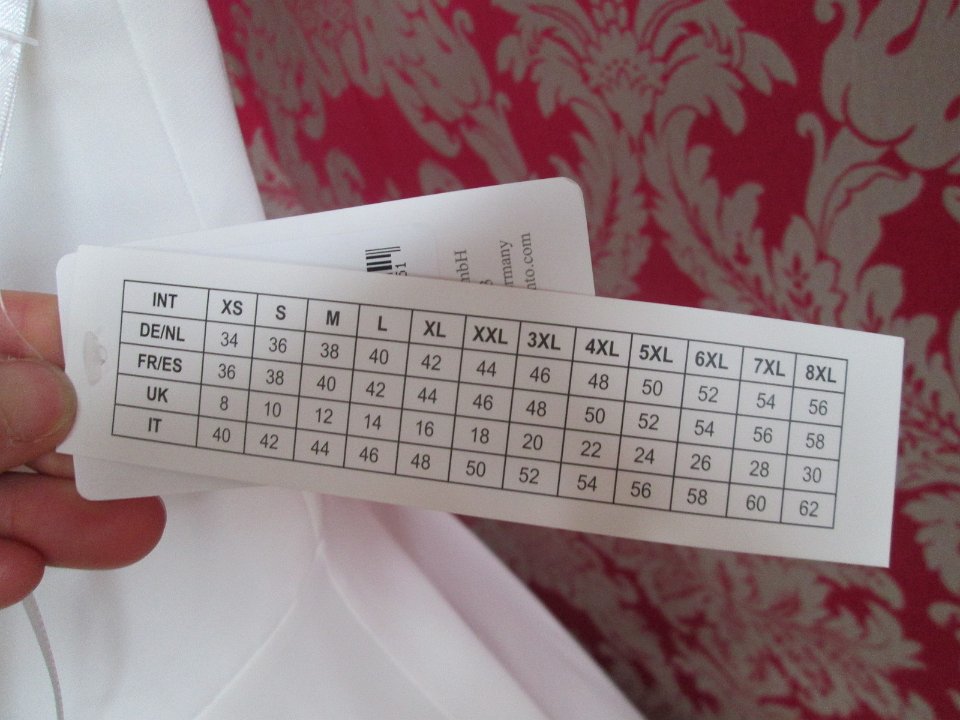 INT XS S M L XL XXL 3XL 4XL 5XL 6XL 7XL 8XL
DE/NL 34 36 38 40 42 44 46 48 50 52 54 56
FR/ES 36 38 40 42 44 46 48 50 52 54 56 58
UK 8 10 12 14 16 18 20 22 24 26 28 30
IT 40 42 44 46 48 50 52 54 56 58 60 62